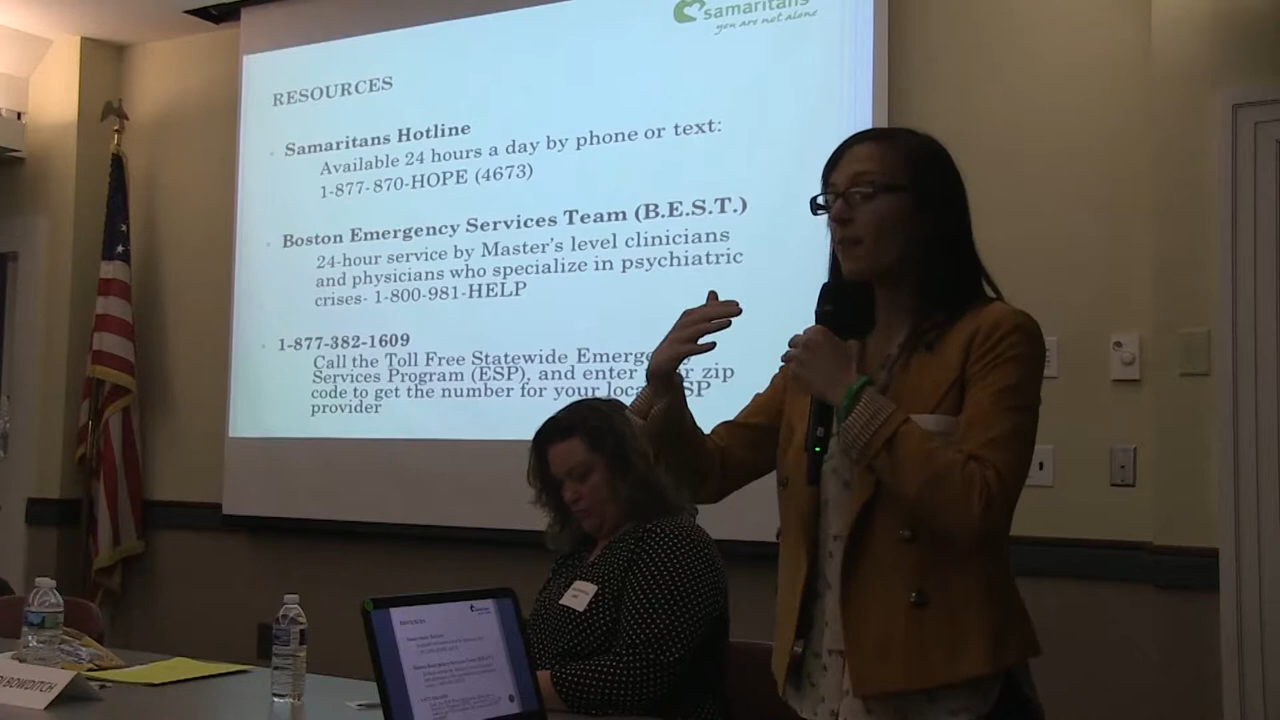 samaritans
you are not alone
RESOURCES
Samaritans Hotline
Available 24 hours a day by phone or text:
1-877-870-HOPE (4673)
Boston Emergency Services Team (B.E.S.T.)
24-hour service by Master's level clinicians
and physicians who specialize in psychiatric
crises- 1-800-981-HELP
1-877-382-1609
Call the Toll Free Statewide
Services Program (ESP), and enter zip
code to get the number for your
provider
BOWDITCH
RESOURCES